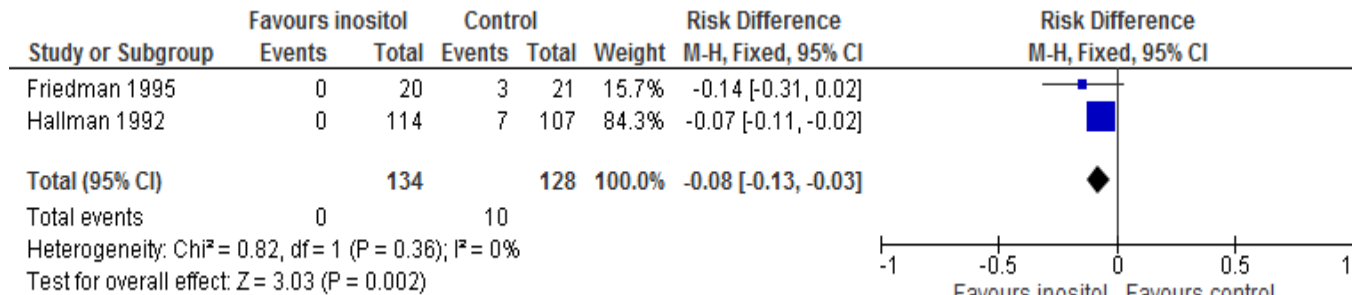 Favours inositol Control Risk Difference Risk Difference
Study or Subgroup Events Total Events Total Weight M-H, Fixed, 95% CI M-H, Fixed, 95% CI
Friedman 1995 0 20 3 21 15.7% -0.14 [-0.31, 0.02]
Hallman 1992 0 114 7 107 84.3% -0.07 [-0.11, -0.02]
Total (95% CI) 134 128 100.0% -0.08 [-0.13, -0.03]
Total events 0 10
Heterogeneity: Chi² = 0.82, df = 1 (P = 0.36); I² = 0%
Test for overall effect: Z = 3.03 (P = 0.002)
-1 -0.5 0 0.5 1
Favours inositol Favours control